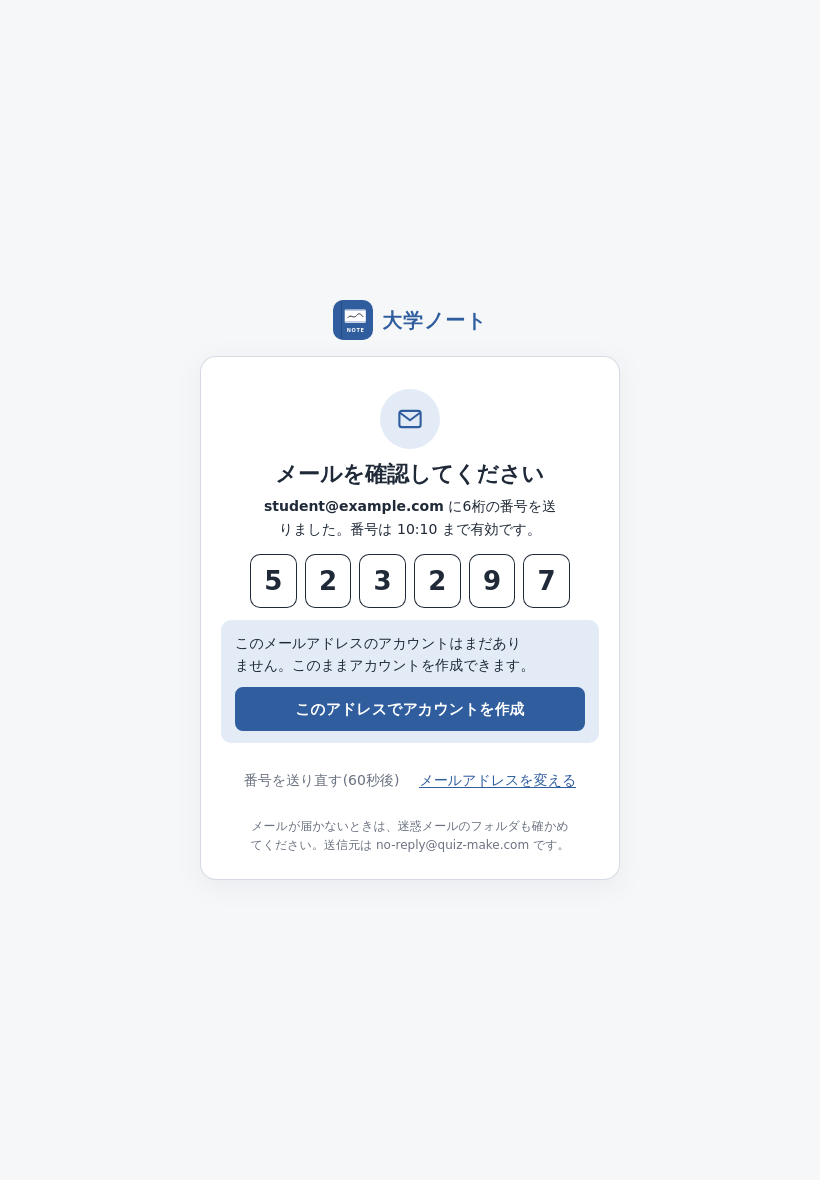 NOTE
大学ノート
メールを確認してください
student@example.com に6桁の番号を送
りました。番号は 10:10 まで有効です。
5 2 3 2 9 7
このメールアドレスのアカウントはまだあり
ません。このままアカウントを作成できます。
このアドレスでアカウントを作成
番号を送り直す(60秒後) メールアドレスを変える
メールが届かないときは、迷惑メールのフォルダも確かめ
てください。送信元は no-reply@quiz-make.com です。